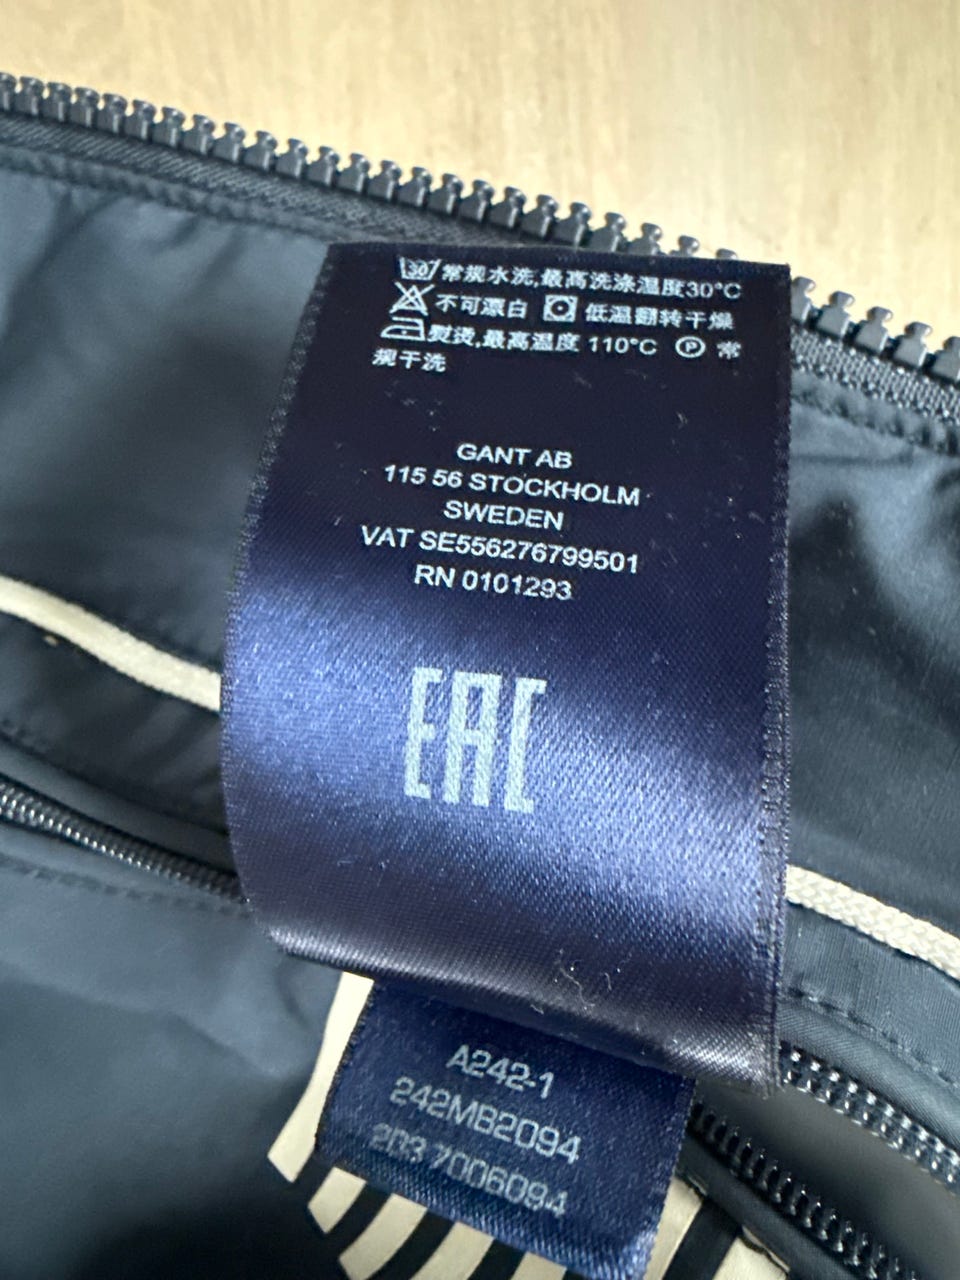 30 常规水洗,最高洗涤温度30°C
不可漂白 低温翻转干燥
熨烫,最高温度 110°C P 常
规干洗
GANT AB
115 56 STOCKHOLM
SWEDEN
VAT SE556276799501
RN 0101293
EAC
A242-1
242MB2094
203 7006094